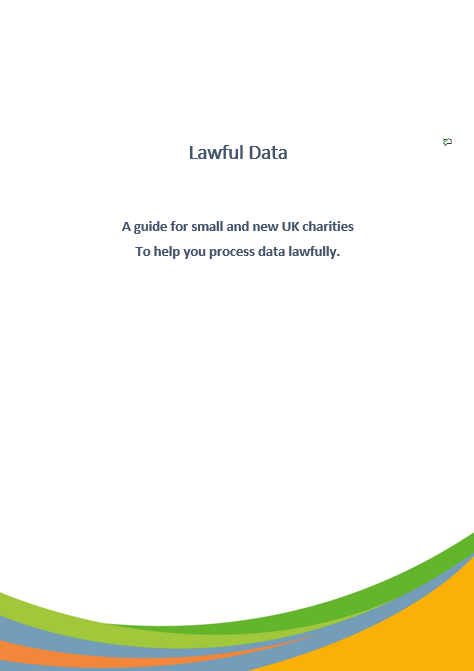 Lawful Data
A guide for small and new UK charities
To help you process data lawfully.